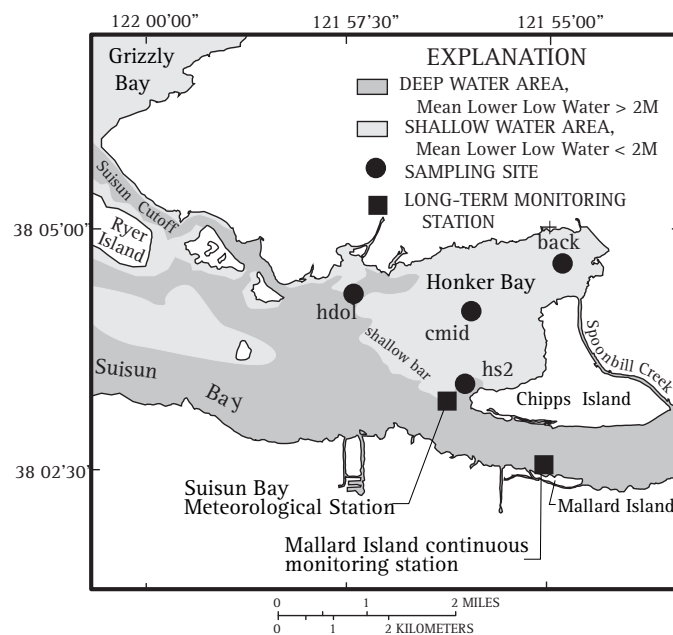 122 00'00"
121 57'30"
121 55'00"
Grizzly
Bay
EXPLANATION
DEEP WATER AREA,
Mean Lower Low Water > 2M
SHALLOW WATER AREA,
Mean Lower Low Water < 2M
SAMPLING SITE
LONG-TERM MONITORING
STATION
Suisun Cutoff
38 05'00"
Ryer
Island
back
Honker Bay
hdol
cmid
shallow bar
hs2
Spoonbill Creek
Suisun
Bay
Chipps Island
38 02'30"
Suisun Bay
Meteorological Station
Mallard Island
Mallard Island continuous
monitoring station
0 1 2 MILES
0 1 2 KILOMETERS